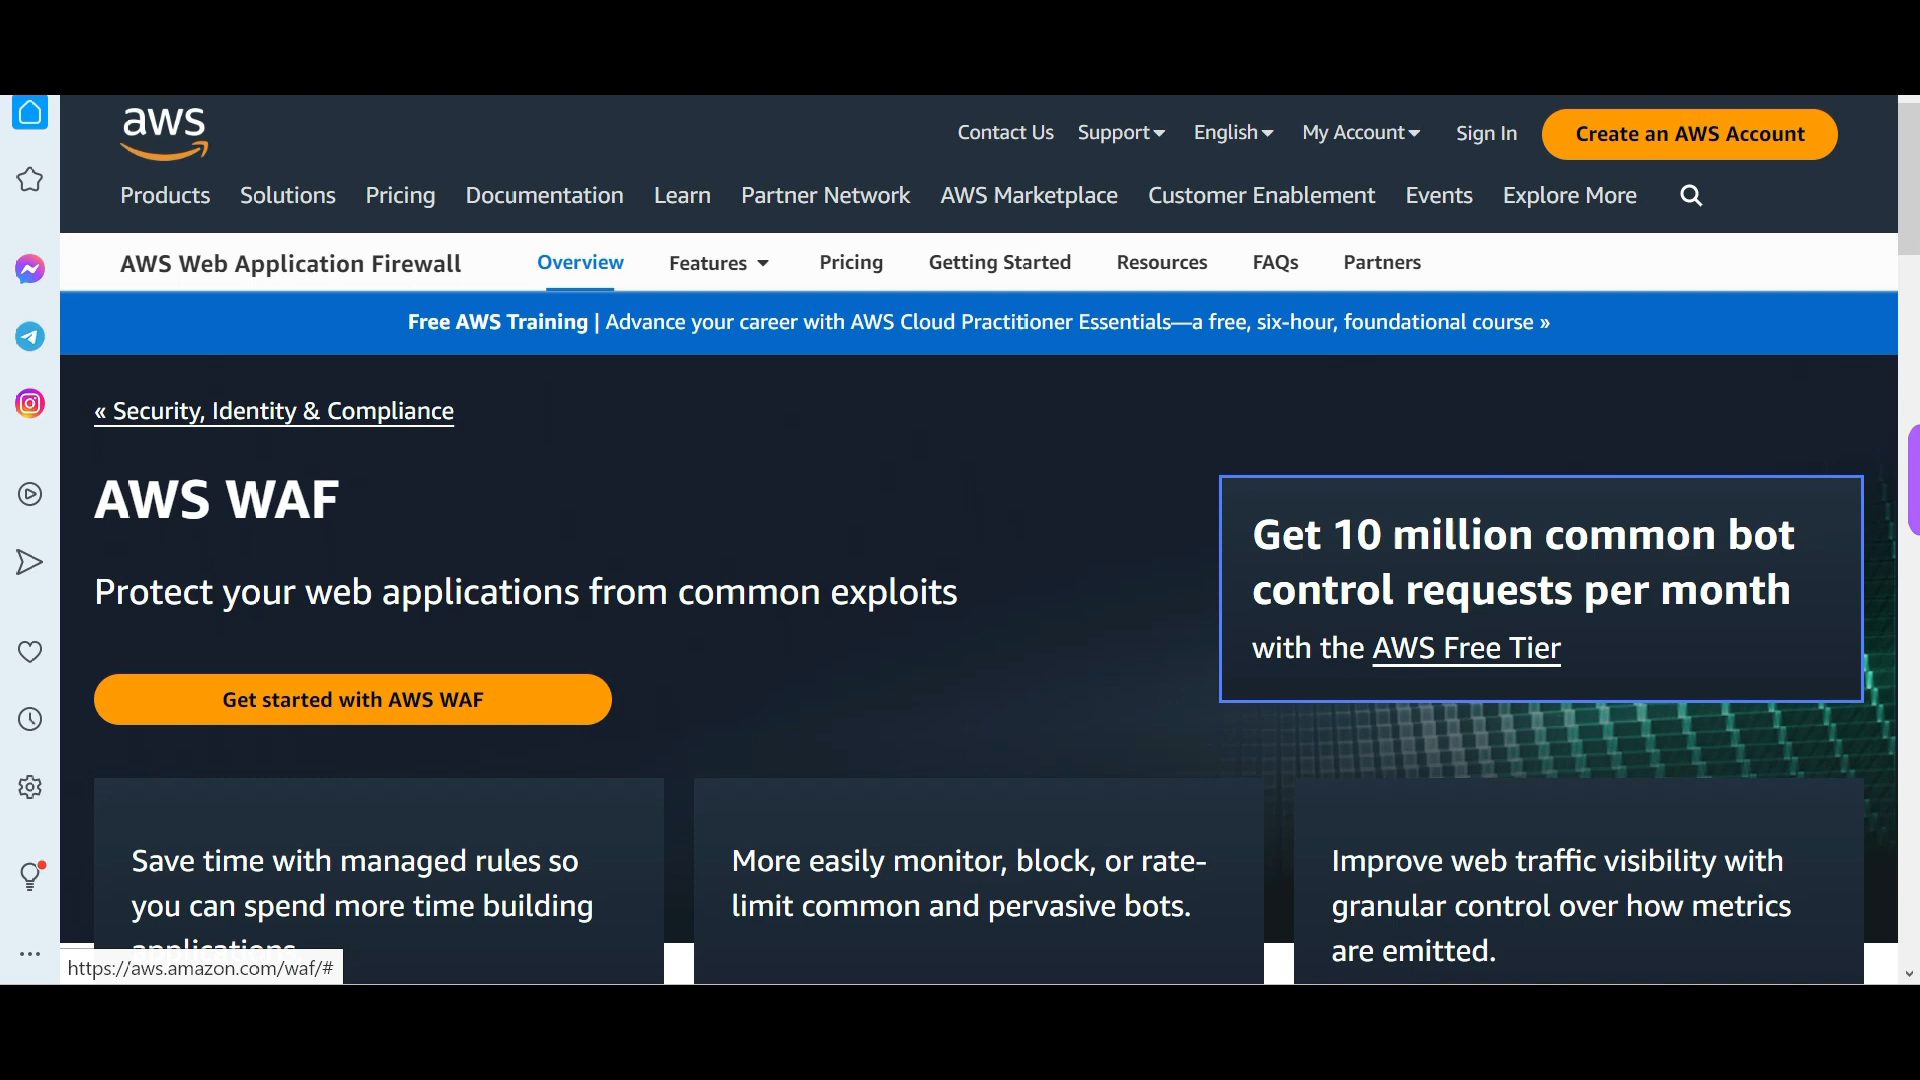 aws
Contact Us Support English My Account Sign In Create an AWS Account
Products Solutions Pricing Documentation Learn Partner Network AWS Marketplace Customer Enablement Events Explore More
AWS Web Application Firewall Overview Features Pricing Getting Started Resources FAQs Partners
Free AWS Training | Advance your career with AWS Cloud Practitioner Essentials—a free, six-hour, foundational course »
« Security, Identity & Compliance
AWS WAF
Protect your web applications from common exploits
Get started with AWS WAF
Get 10 million common bot
control requests per month
with the AWS Free Tier
Save time with managed rules so
you can spend more time building
applications.
More easily monitor, block, or rate-
limit common and pervasive bots.
Improve web traffic visibility with
granular control over how metrics
are emitted.
https://aws.amazon.com/waf/#